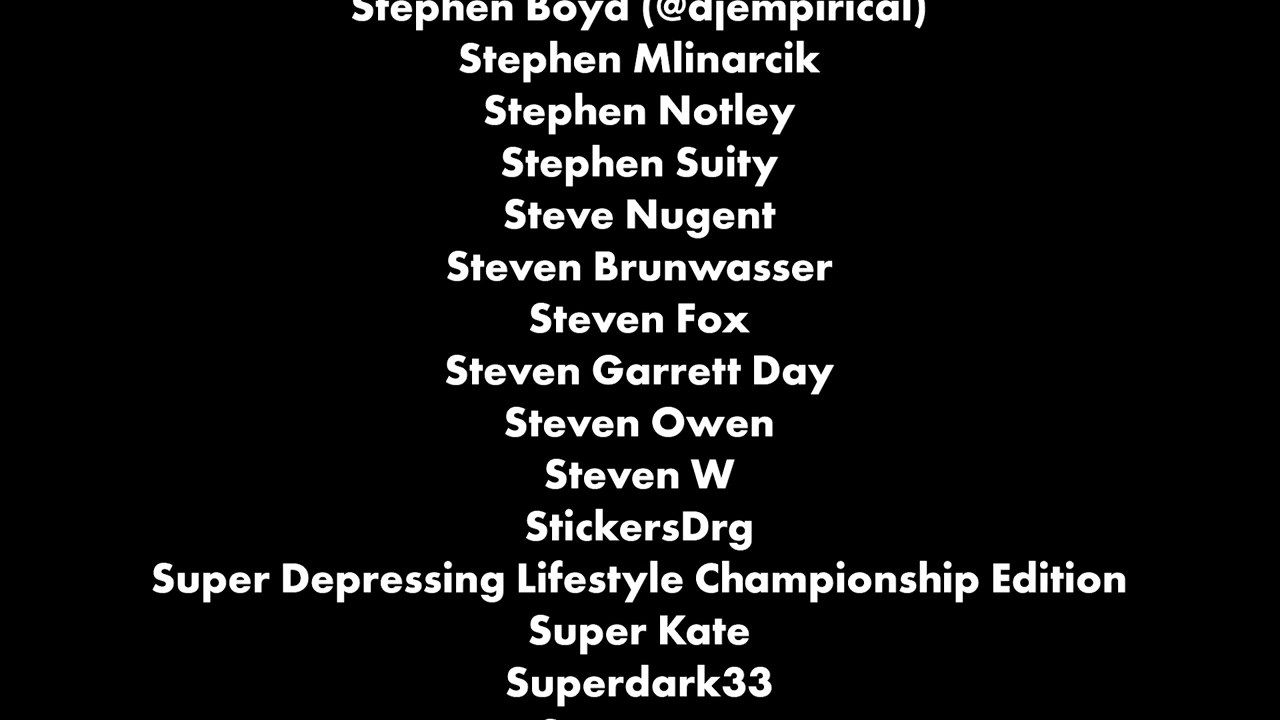 Stephen Boyd (@djempirical)
Stephen Mlinarcik
Stephen Notley
Stephen Suity
Steve Nugent
Steven Brunwasser
Steven Fox
Steven Garrett Day
Steven Owen
Steven W
StickersDrg
Super Depressing Lifestyle Championship Edition
Super Kate
Superdark33